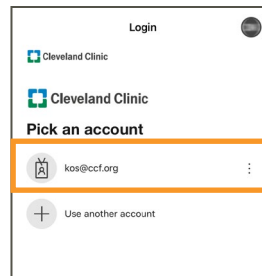 Login
Cleveland Clinic
Cleveland Clinic
Pick an account
kos@ccf.org
Use another account